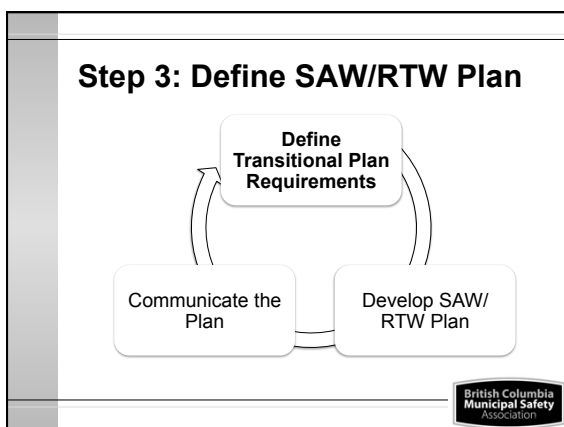 Step 3: Define SAW/RTW Plan
Define
Transitional Plan
Requirements
Communicate the
Plan
Develop SAW/
RTW Plan
British Columbia
Municipal Safety
Association